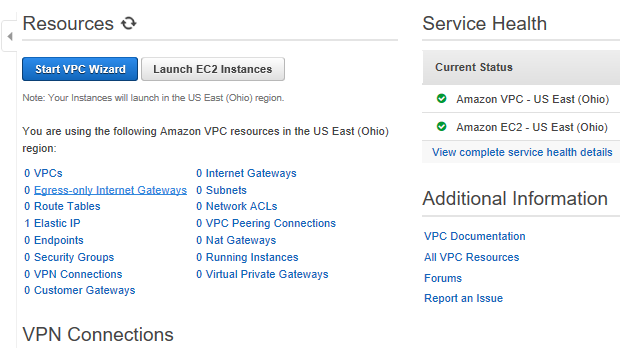 Resources
Start VPC Wizard
Launch EC2 Instances
Note: Your Instances will launch in the US East (Ohio) region.
You are using the following Amazon VPC resources in the US East (Ohio)
region:
0 VPCs
0 Internet Gateways
0 Egress-only Internet Gateways
0 Subnets
0 Route Tables
0 Network ACLs
1 Elastic IP
0 VPC Peering Connections
0 Endpoints
0 Nat Gateways
0 Security Groups
0 Running Instances
0 VPN Connections
0 Virtual Private Gateways
0 Customer Gateways
VPN Connections
Service Health
Current Status
Amazon VPC - US East (Ohio)
Amazon EC2 - US East (Ohio)
View complete service health details
Additional Information
VPC Documentation
All VPC Resources
Forums
Report an Issue